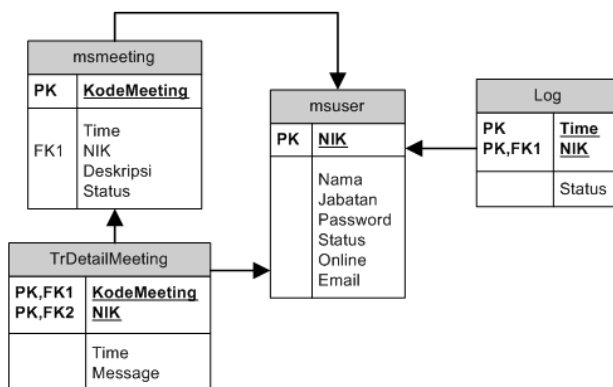 msmeeting
PK KodeMeeting
Time
FK1 NIK
Deskripsi
Status
msuser
PK NIK
Nama
Jabatan
Password
Status
Online
Email
Log
PK Time
PK,FK1 NIK
Status
TrDetailMeeting
PK,FK1 KodeMeeting
PK,FK2 NIK
Time
Message